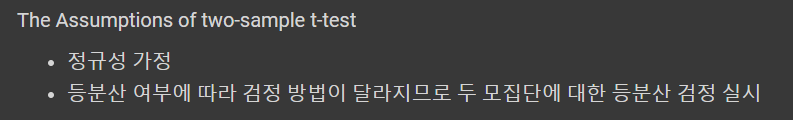 The Assumptions of two-sample t-test
• 정규성 가정
• 등분산 여부에 따라 검정 방법이 달라지므로 두 모집단에 대한 등분산 검정 실시